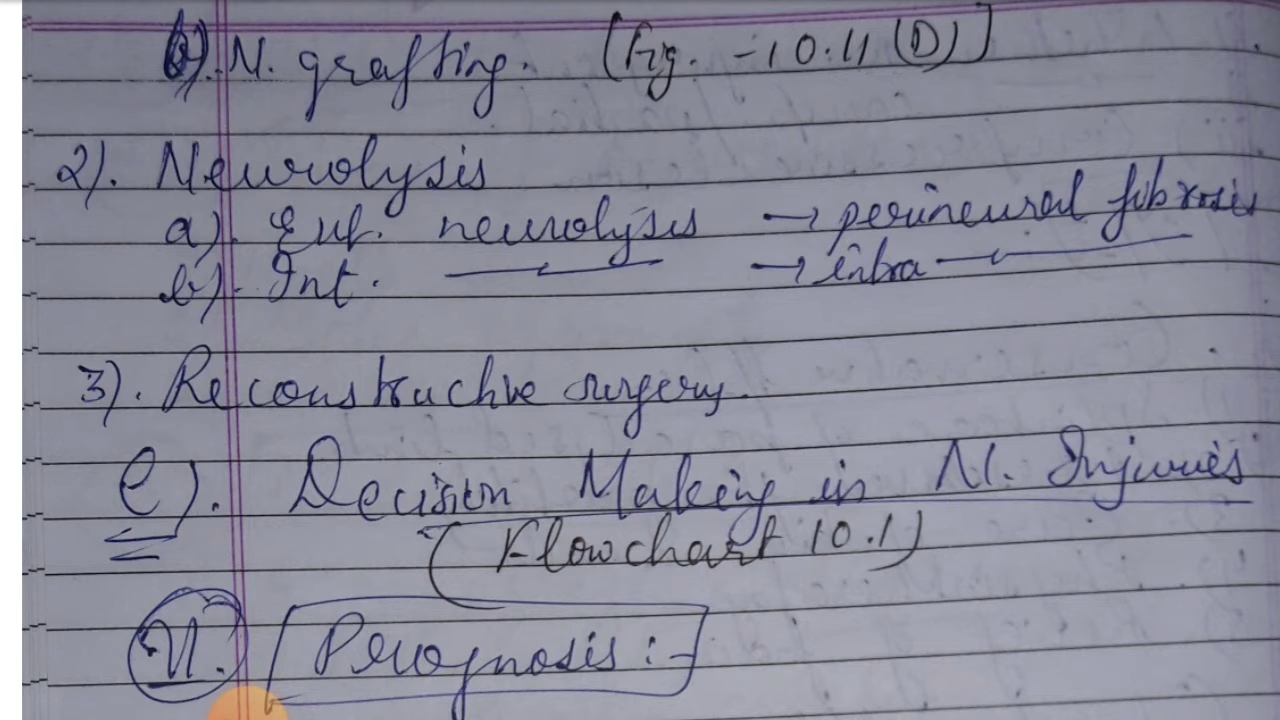 b). N. grafting. [Fig. - 10.11 (D)]
2). Neurolysis
a). Ext. neurolysis → perineural fibrosis
b). Int. —— → intra ——
3). Reconstructive surgery.
e). Decision Making in N. Injuries
(Flowchart 10.1)
VI. Prognosis :-